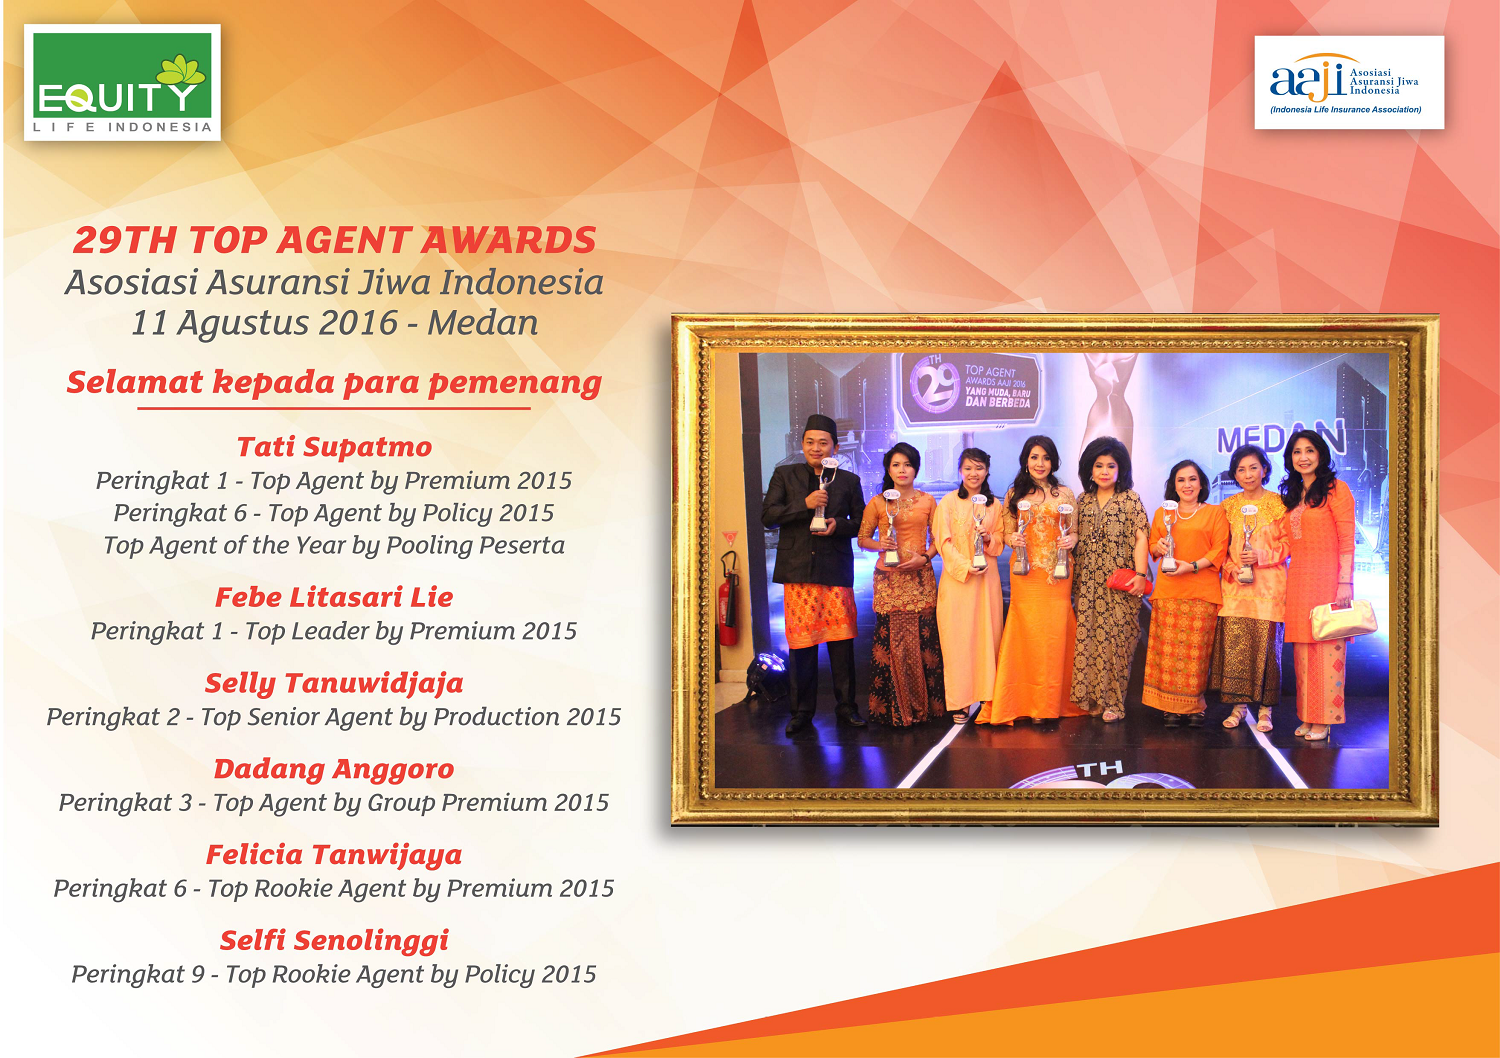 EQUITY
LIFE INDONESIA
aaji
Asosiasi
Asuransi Jiwa
Indonesia
(Indonesia Life Insurance Association)
29TH TOP AGENT AWARDS
Asosiasi Asuransi Jiwa Indonesia
11 Agustus 2016 - Medan
Selamat kepada para pemenang
Tati Supatmo
Peringkat 1 - Top Agent by Premium 2015
Peringkat 6 - Top Agent by Policy 2015
Top Agent of the Year by Pooling Peserta
Febe Litasari Lie
Peringkat 1 - Top Leader by Premium 2015
Selly Tanuwidjaja
Peringkat 2 - Top Senior Agent by Production 2015
Dadang Anggoro
Peringkat 3 - Top Agent by Group Premium 2015
Felicia Tanwijaya
Peringkat 6 - Top Rookie Agent by Premium 2015
Selfi Senolinggi
Peringkat 9 - Top Rookie Agent by Policy 2015
29 TH
TOP AGENT
AWARDS AAJI 2016
YANG MUDA, BARU
DAN BERBEDA
MEDAN
TH